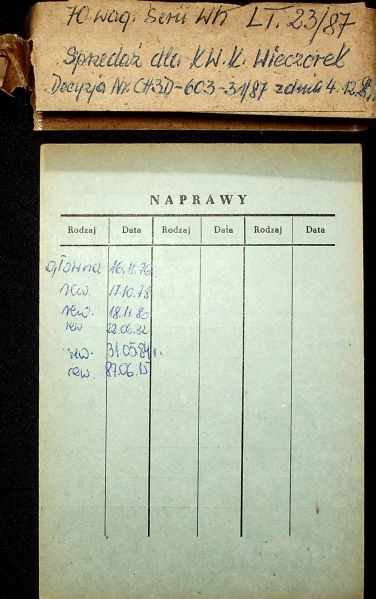 70 wag. Serii Wh LT. 23/87
Sprzedaż dla KWK. Wieczorek
Decyzja Nr. CH3D-603-31/87 z dnia 4.12.
NAPRAWY
Rodzaj Data Rodzaj Data Rodzaj Data
główna 16.11.76.
rew. 17.10.78
rew. 18.11.80
rew 22.06.82
rew. 31.05.84 r.
rew. 87.06.15